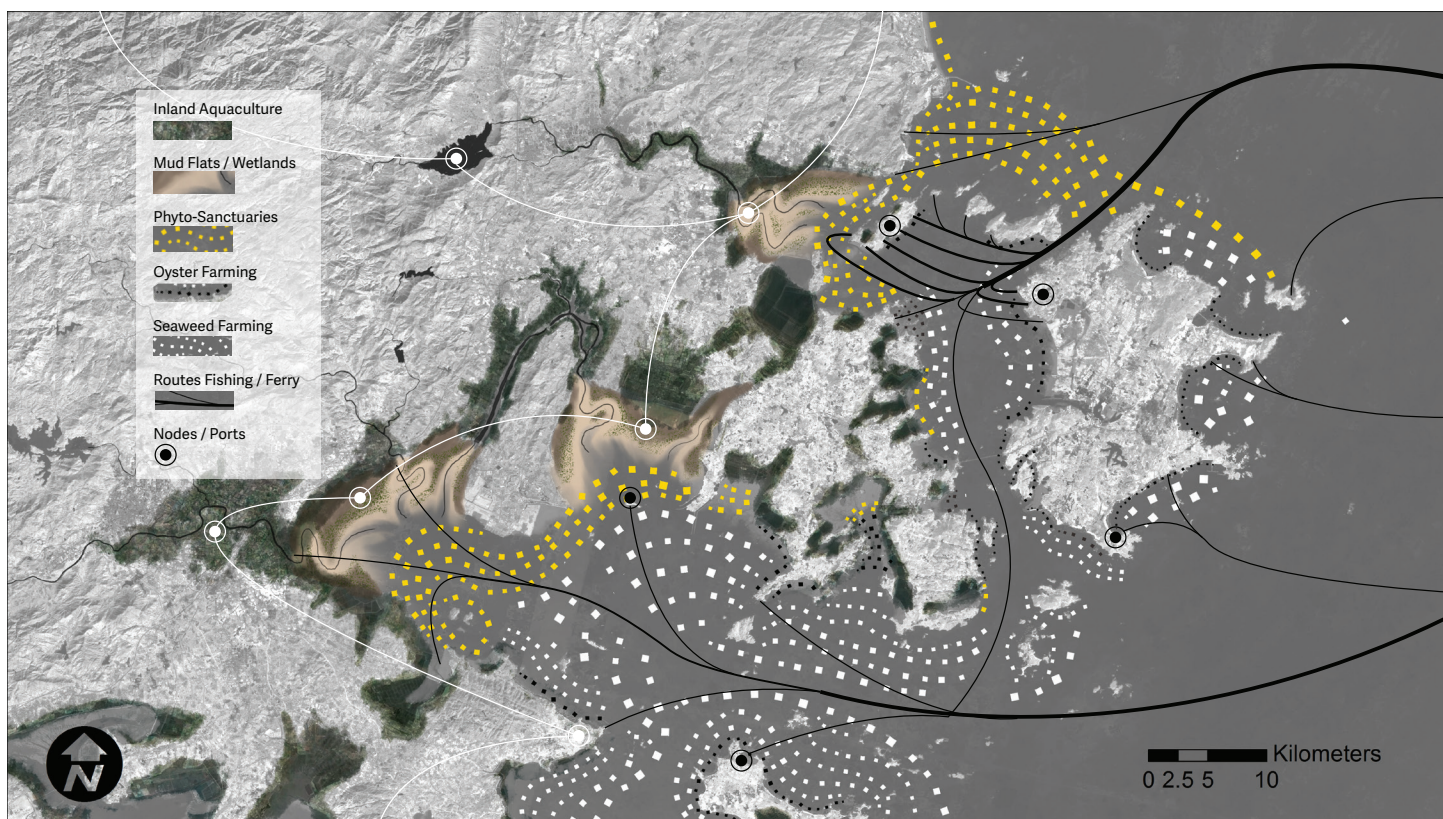 Inland Aquaculture
Mud Flats / Wetlands
Phyto-Sanctuaries
Oyster Farming
Seaweed Farming
Routes Fishing / Ferry
Nodes / Ports
N
Kilometers
0 2.5 5 10